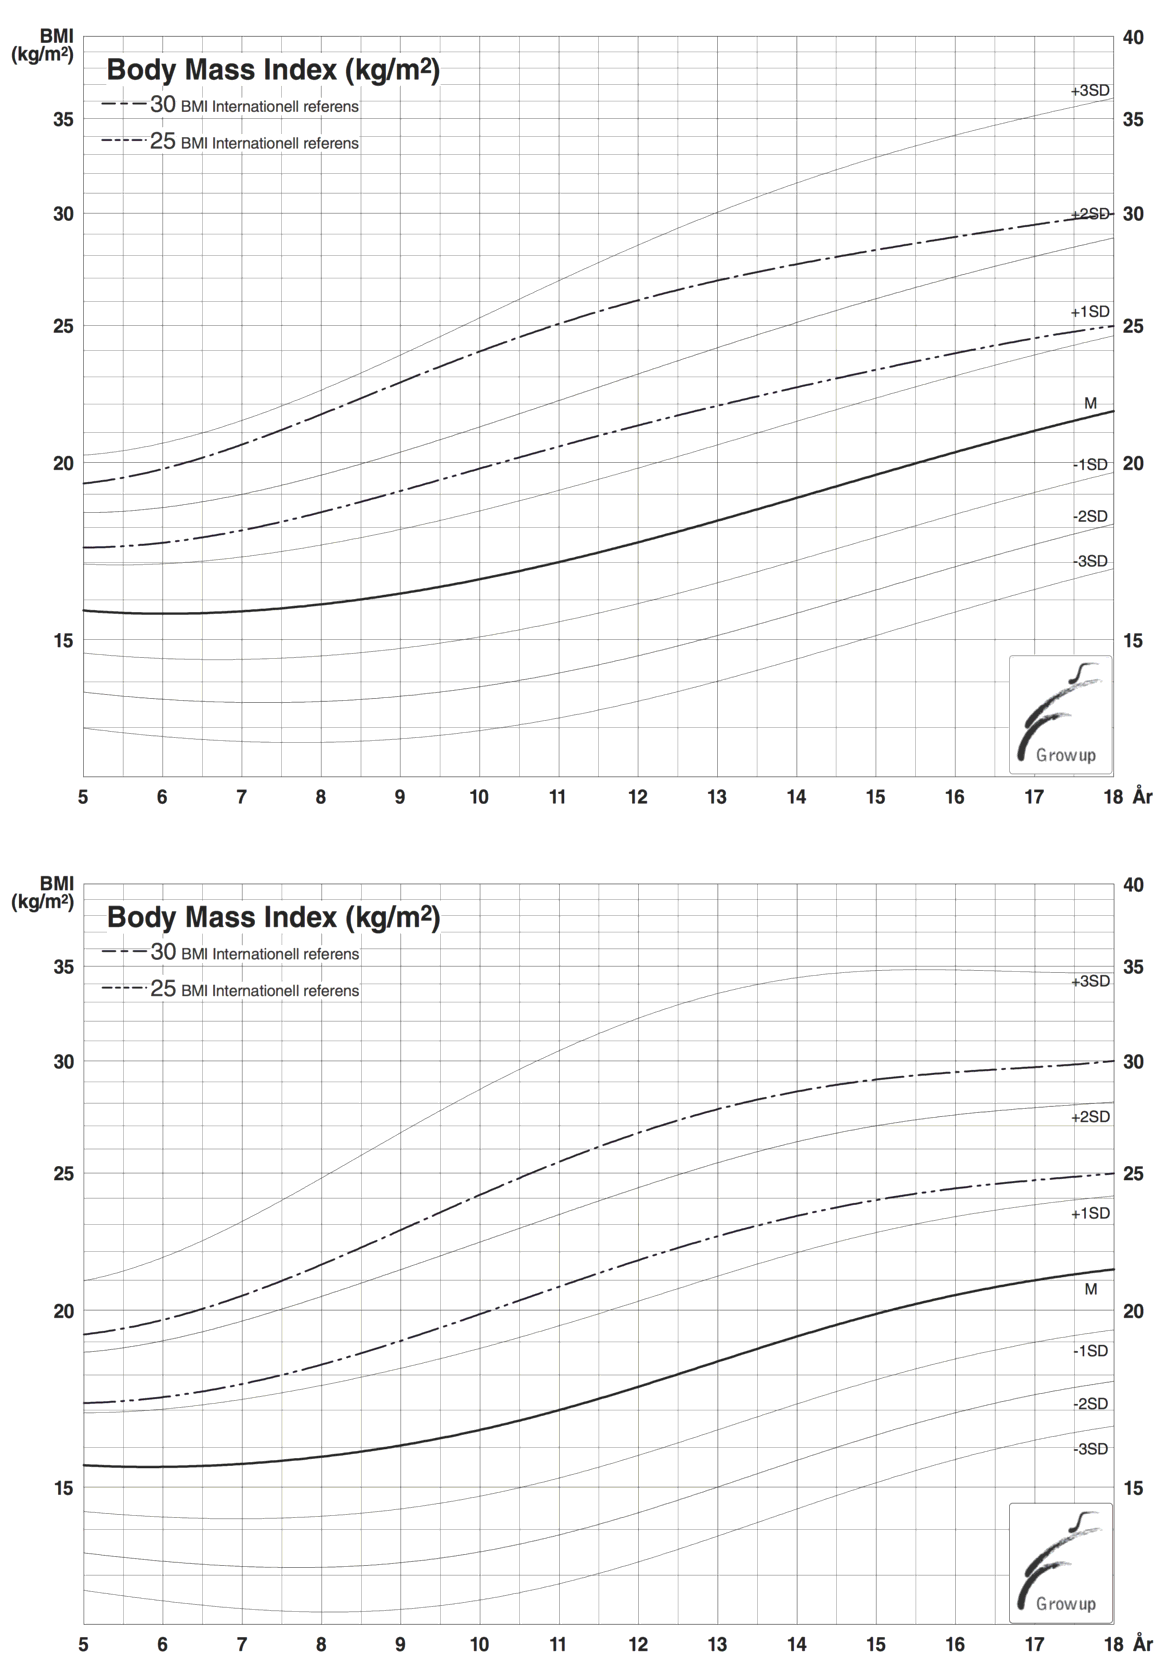 BMI
(kg/m²)
40
Body Mass Index (kg/m²)
+3SD
30 BMI Internationell referens
35
35
25 BMI Internationell referens
30
+2SD
30
+1SD
25
25
M
20
-1SD
20
-2SD
-3SD
15
15
Growup
5 6 7 8 9 10 11 12 13 14 15 16 17 18 År
BMI
(kg/m²)
40
Body Mass Index (kg/m²)
30 BMI Internationell referens
35
35
+3SD
25 BMI Internationell referens
30
30
+2SD
25
25
+1SD
M
20
20
-1SD
-2SD
-3SD
15
15
Growup
5 6 7 8 9 10 11 12 13 14 15 16 17 18 År